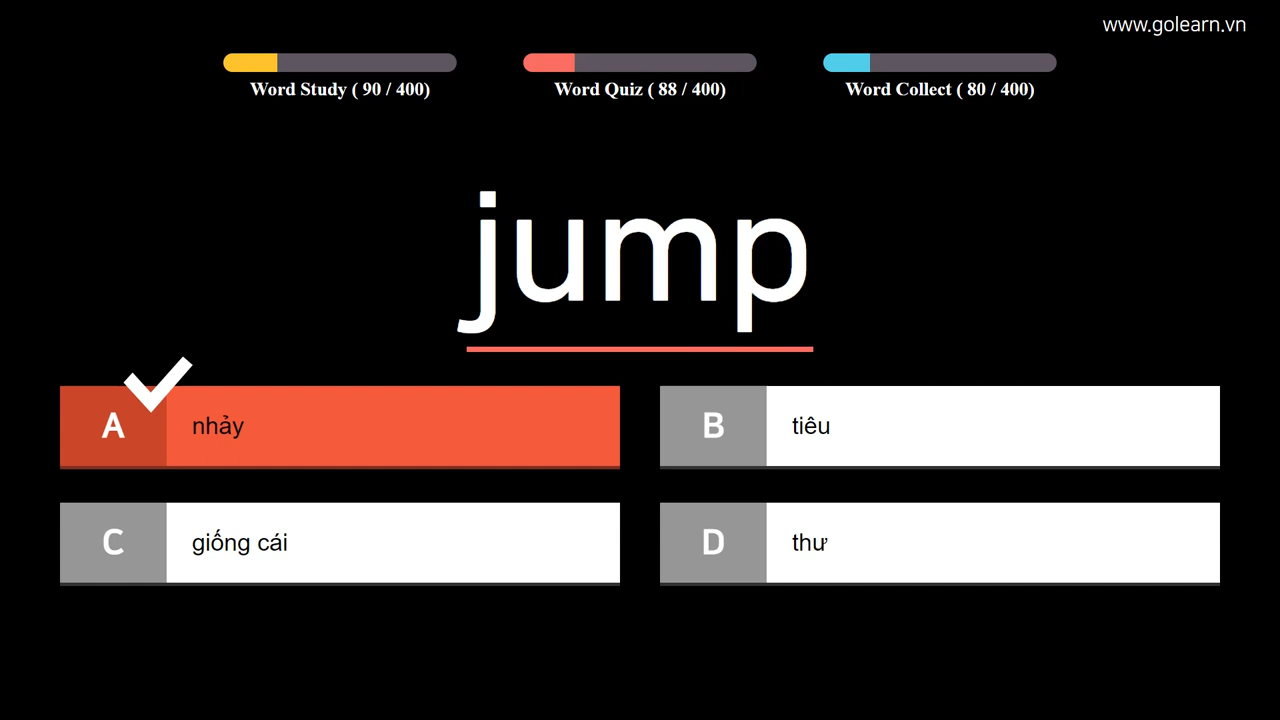 www.golearn.vn
Word Study ( 90 / 400)
Word Quiz ( 88 / 400)
Word Collect ( 80 / 400)
jump
A nhảy
B tiêu
C giống cái
D thư